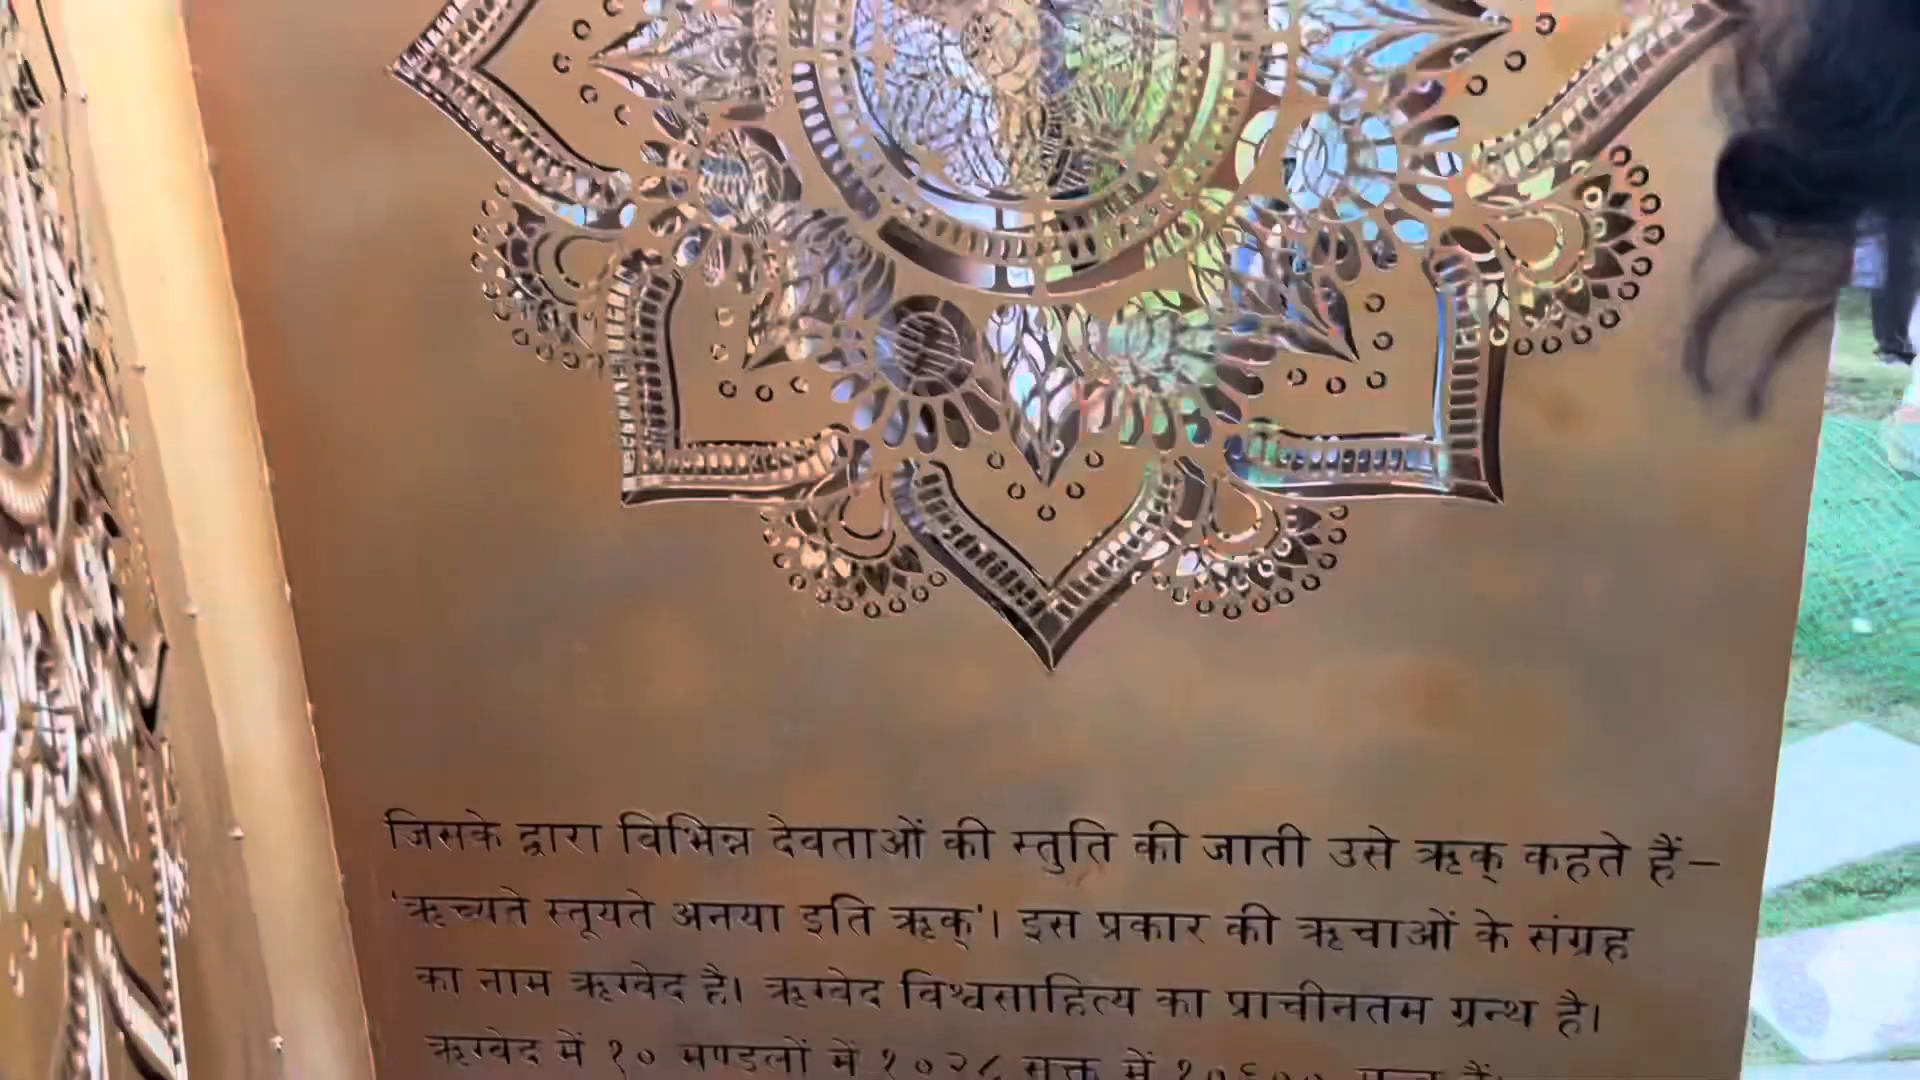 जिसके द्वारा विभिन्न देवताओं की स्तुति की जाती उसे ऋक् कहते हैं–
'ऋच्यते स्तूयते अनया इति ऋक्'। इस प्रकार की ऋचाओं के संग्रह
का नाम ऋग्वेद है। ऋग्वेद विश्वसाहित्य का प्राचीनतम ग्रन्थ है।
ऋग्वेद में १० मण्डलों में १०२८ सूक्त में